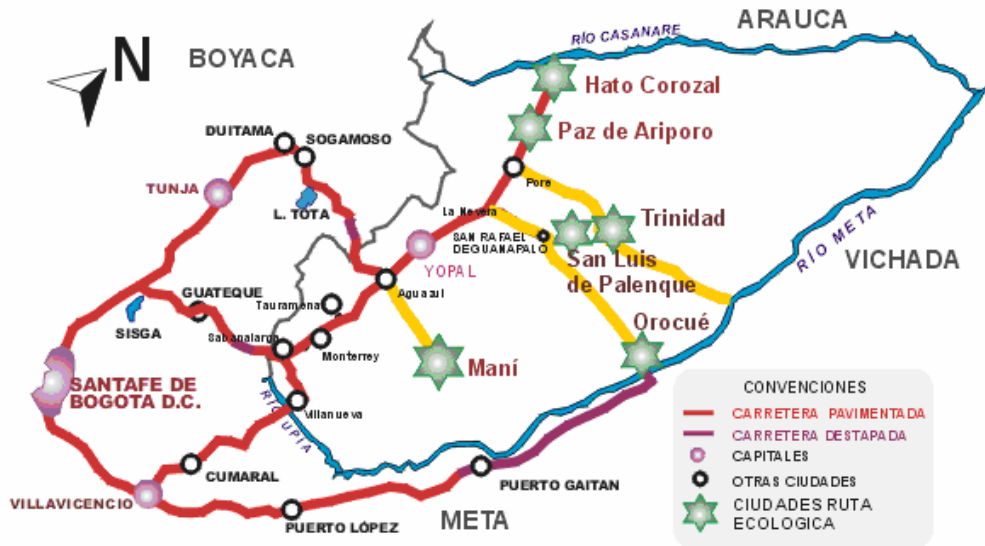 ARAUCA
RÍO CASANARE
N
BOYACA
Hato Corozal
Paz de Ariporo
DUITAMA
SOGAMOSO
Pore
TUNJA
L. TOTA
La Nevera
Trinidad
RÍO META
SAN RAFAEL
DEGUANAPALO
San Luis
de Palenque
VICHADA
YOPAL
Aguazul
GUATEQUE
Tauramena
SISGA
Sabanalarga
Monterrey
Orocué
Maní
SANTAFE DE
BOGOTA D.C.
RÍO UPIA
Villanueva
CONVENCIONES
CARRETERA PAVIMENTADA
CARRETERA DESTAPADA
CAPITALES
OTRAS CIUDADES
CIUDADES RUTA
ECOLOGICA
CUMARAL
PUERTO GAITAN
VILLAVICENCIO
PUERTO LÓPEZ
META